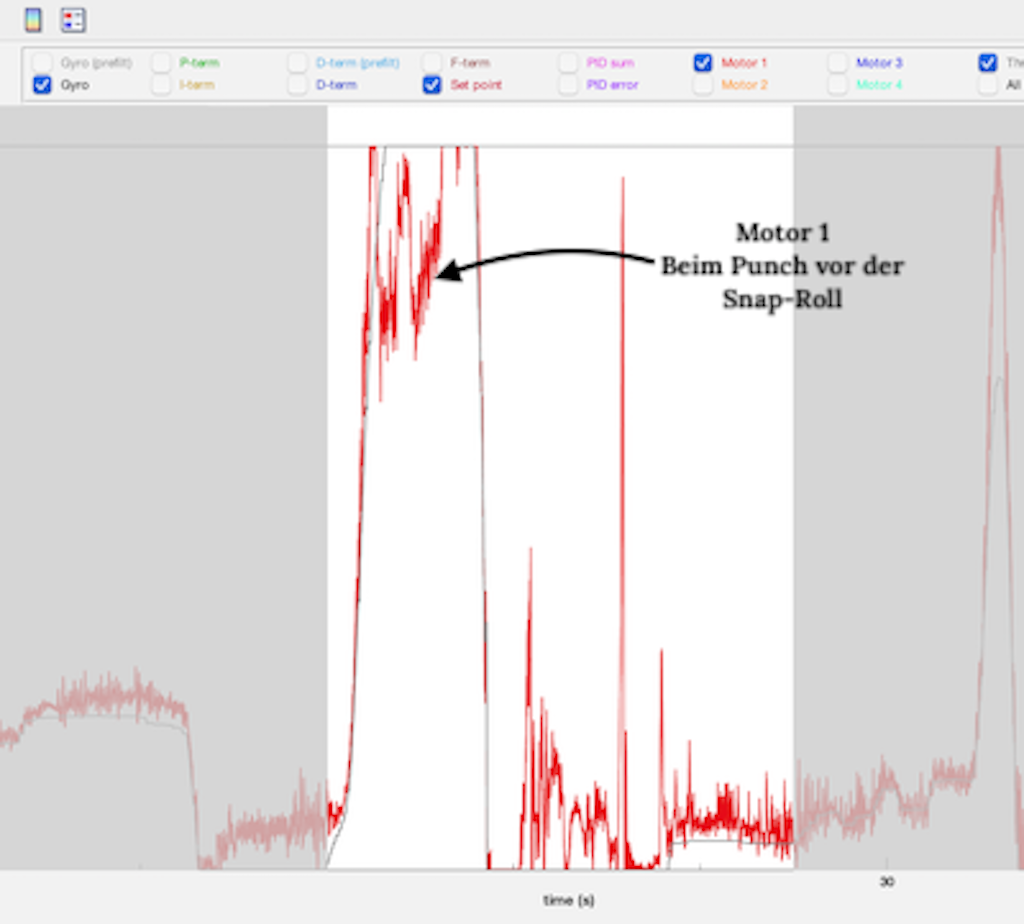 Gyro (prefilt) P-term D-term (prefilt) F-term PID sum Motor 1 Motor 3
Gyro I-term D-term Set point PID error Motor 2 Motor 4 All
Motor 1
Beim Punch vor der
Snap-Roll
30
time (s)